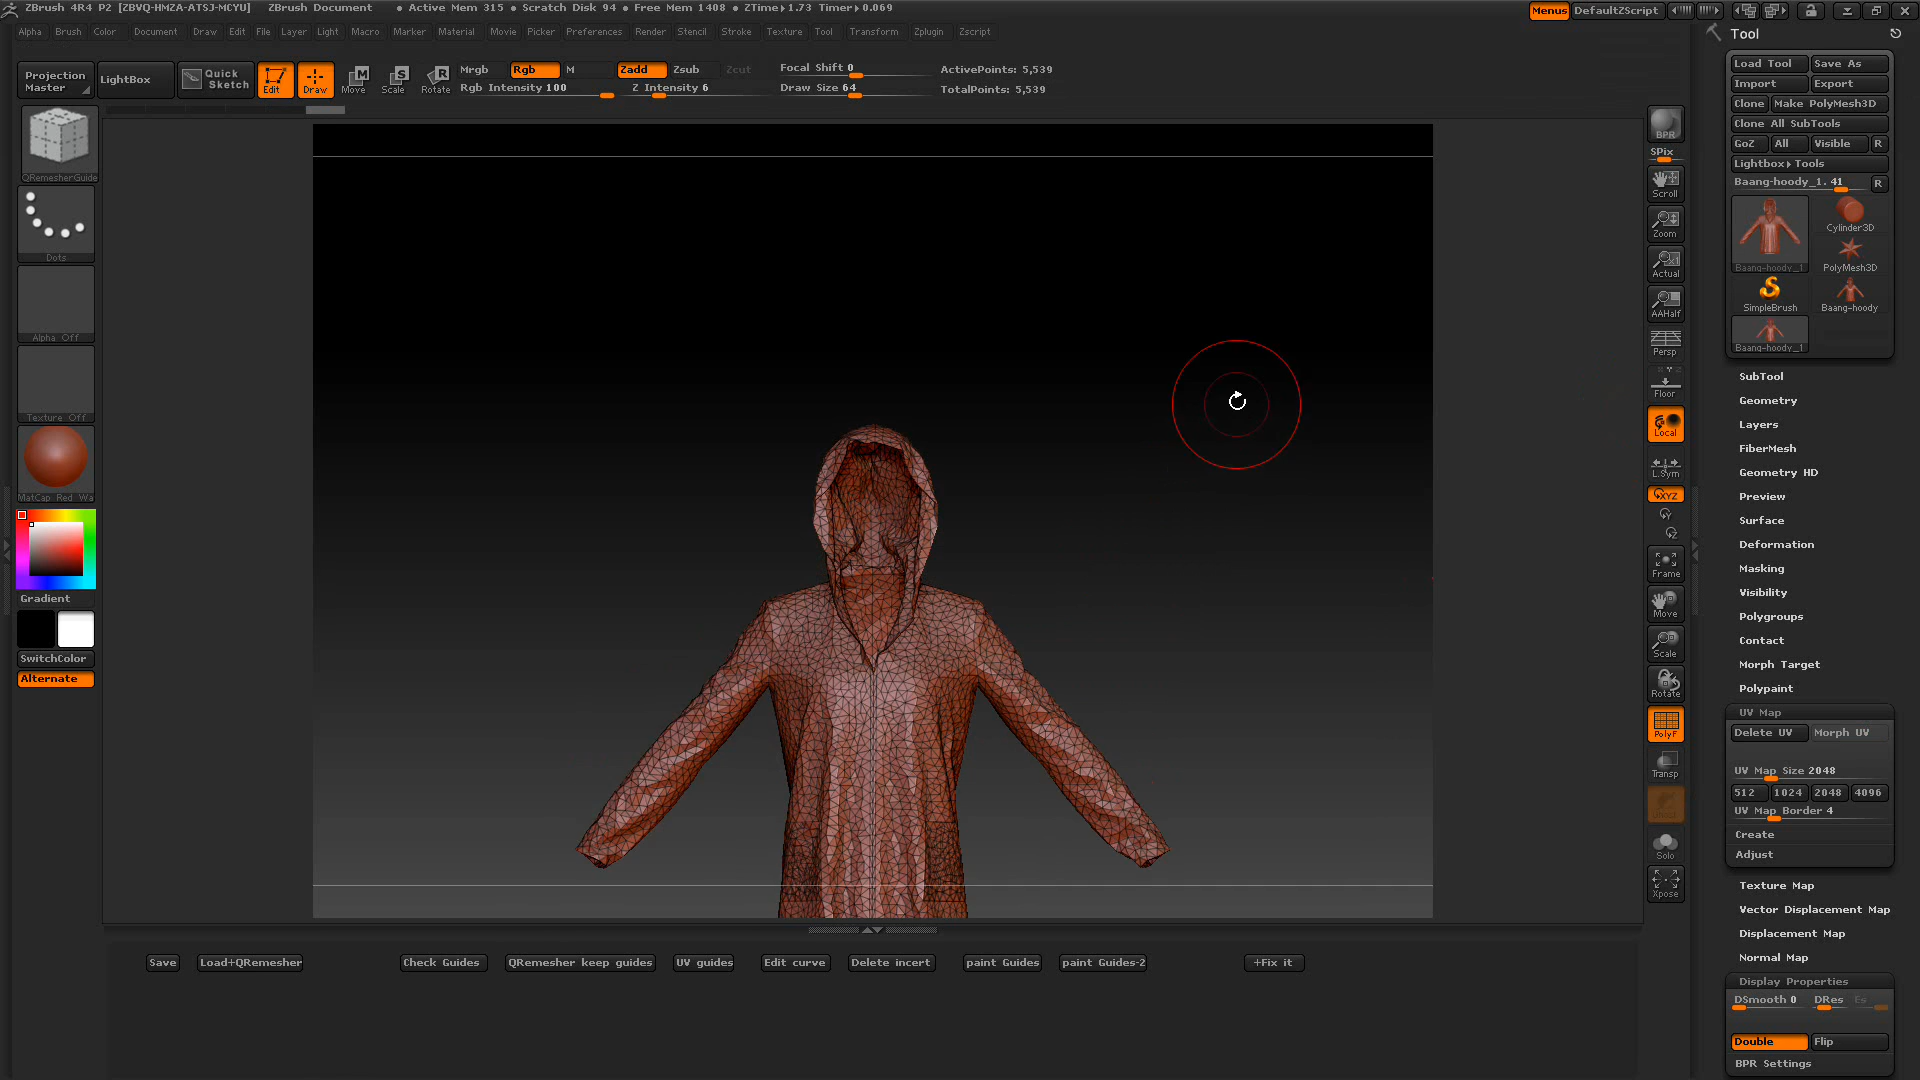 ZBrush 4R4 P2 [ZBVQ-HMZA-ATSJ-MCYU] ZBrush Document • Active Mem 315 • Scratch Disk 94 • Free Mem 1408 • ZTime▸1.73 Timer▸0.069 Menus DefaultZScript
Alpha Brush Color Document Draw Edit File Layer Light Macro Marker Material Movie Picker Preferences Render Stencil Stroke Texture Tool Transform Zplugin Zscript
Projection Master
LightBox
Quick Sketch
Edit
Draw
Move
Scale
Rotate
Mrgb Rgb M
Rgb Intensity 100
Zadd Zsub Zcut
Z Intensity 6
Focal Shift 0
Draw Size 64
ActivePoints: 5,539
TotalPoints: 5,539
QRemesherGuide
Dots
Alpha Off
Texture Off
MatCap Red Wa
Gradient
SwitchColor
Alternate
BPR
SPix
Scroll
Zoom
Actual
AAHalf
Persp
Floor
Local
L.Sym
XYZ
Y
Z
Frame
Move
Scale
Rotate
PolyF
Transp
Solo
Xpose
Tool
Load Tool Save As
Import Export
Clone Make PolyMesh3D
Clone All SubTools
GoZ All Visible R
Lightbox▸Tools
Baang-hoody_1. 41 R
Baang-hoody_1
Cylinder3D
PolyMesh3D
SimpleBrush
Baang-hoody
Baang-hoody_1
SubTool
Geometry
Layers
FiberMesh
Geometry HD
Preview
Surface
Deformation
Masking
Visibility
Polygroups
Contact
Morph Target
Polypaint
UV Map
Delete UV Morph UV
UV Map Size 2048
512 1024 2048 4096
UV Map Border 4
Create
Adjust
Texture Map
Vector Displacement Map
Displacement Map
Normal Map
Display Properties
DSmooth 0 DRes Es
Double Flip
BPR Settings
Save Load+QRemesher Check Guides QRemesher keep guides UV guides Edit curve Delete incert paint Guides paint Guides-2 +Fix it